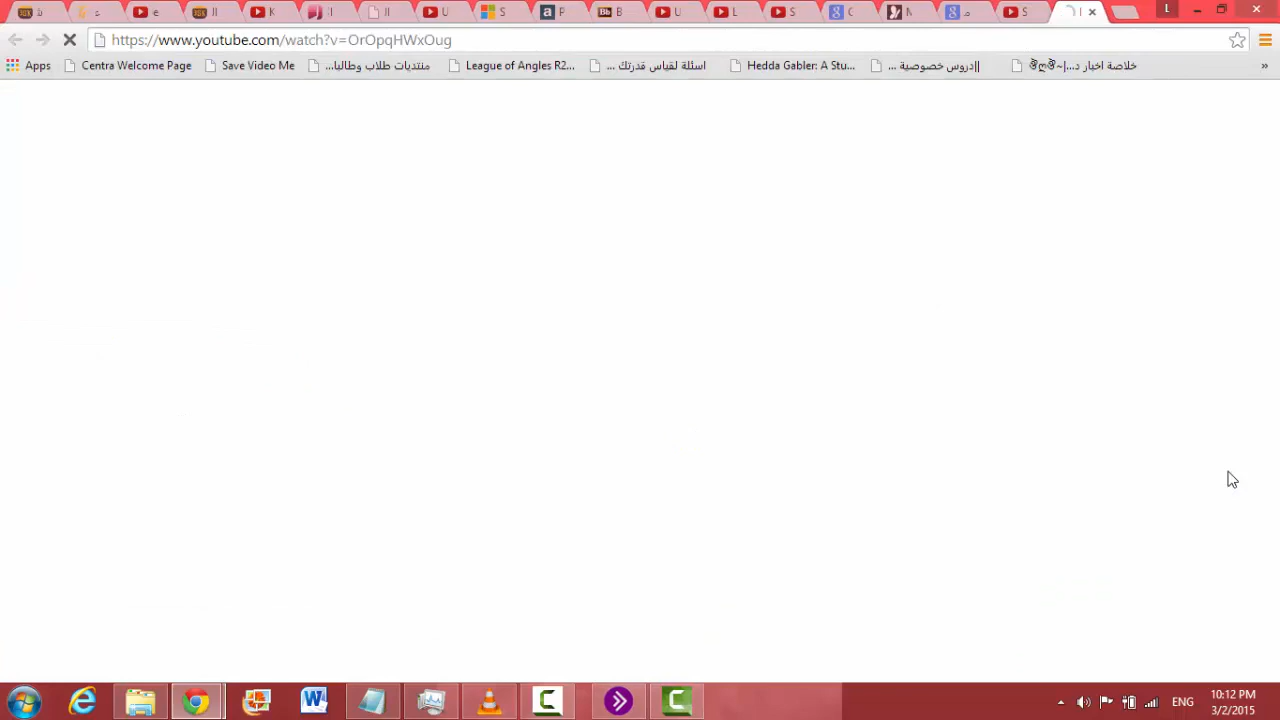 https://www.youtube.com/watch?v=OrOpqHWxOug
Apps
Centra Welcome Page
Save Video Me
منتديات طلاب وطالبا...
League of Angles R2...
اسئلة لقياس قدرتك ...
Hedda Gabler: A Stu...
||دروس خصوصية ...
خلاصة اخبار د...|~
»
ENG
10:12 PM
3/2/2015